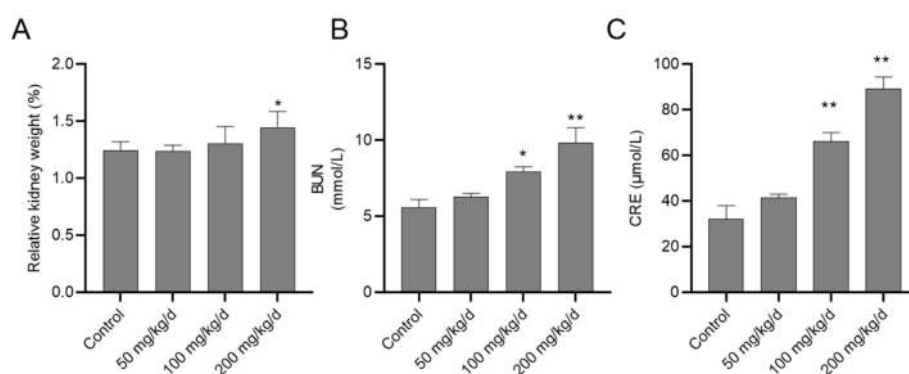 A
Relative kidney weight (%)
2.0
1.5
1.0
0.5
0.0
*
Control
50 mg/kg/d
100 mg/kg/d
200 mg/kg/d
B
BUN
(mmol/L)
15
10
5
0
*
**
Control
50 mg/kg/d
100 mg/kg/d
200 mg/kg/d
C
CRE (μmol/L)
100
80
60
40
20
0
**
**
Control
50 mg/kg/d
100 mg/kg/d
200 mg/kg/d